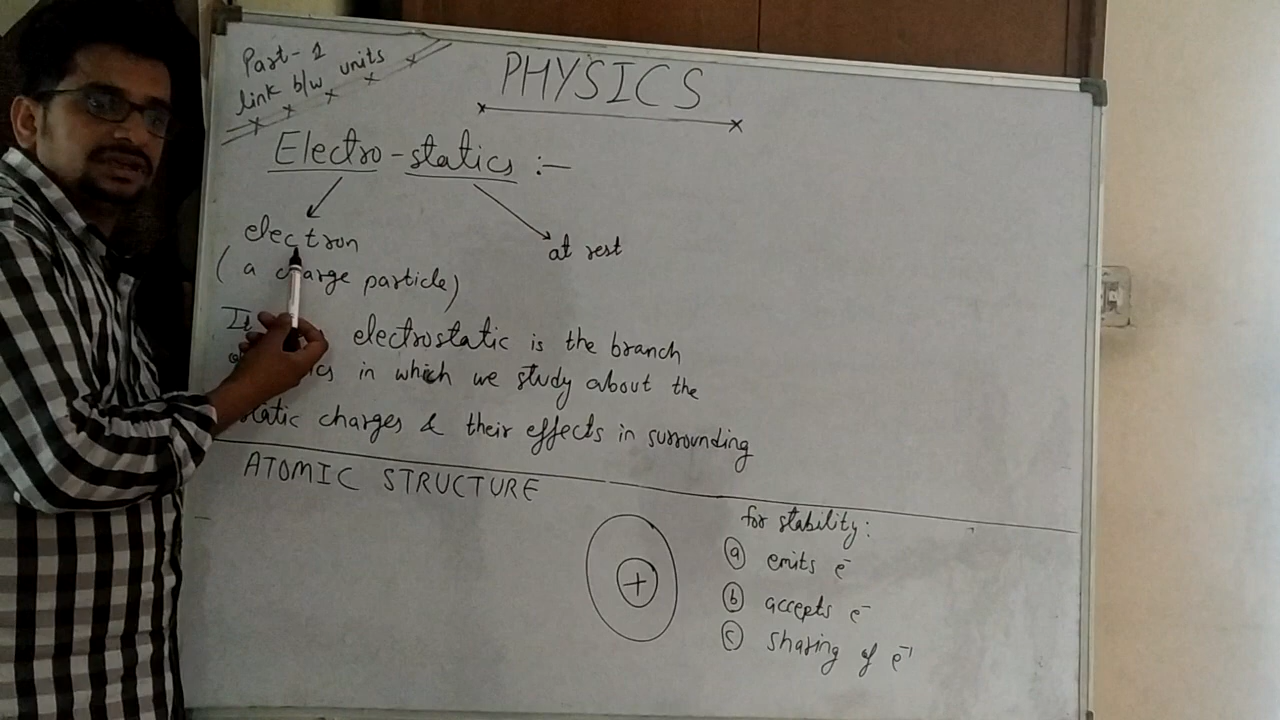 Part-1
link b/w units
PHYSICS
Electro-statics :-
electron
at rest
(a charge particle)
electrostatic is the branch
in which we study about the
static charges & their effects in surrounding
ATOMIC STRUCTURE
for stability:
(a) emits e⁻
+
(b) accepts e⁻
(c) sharing of e⁻¹